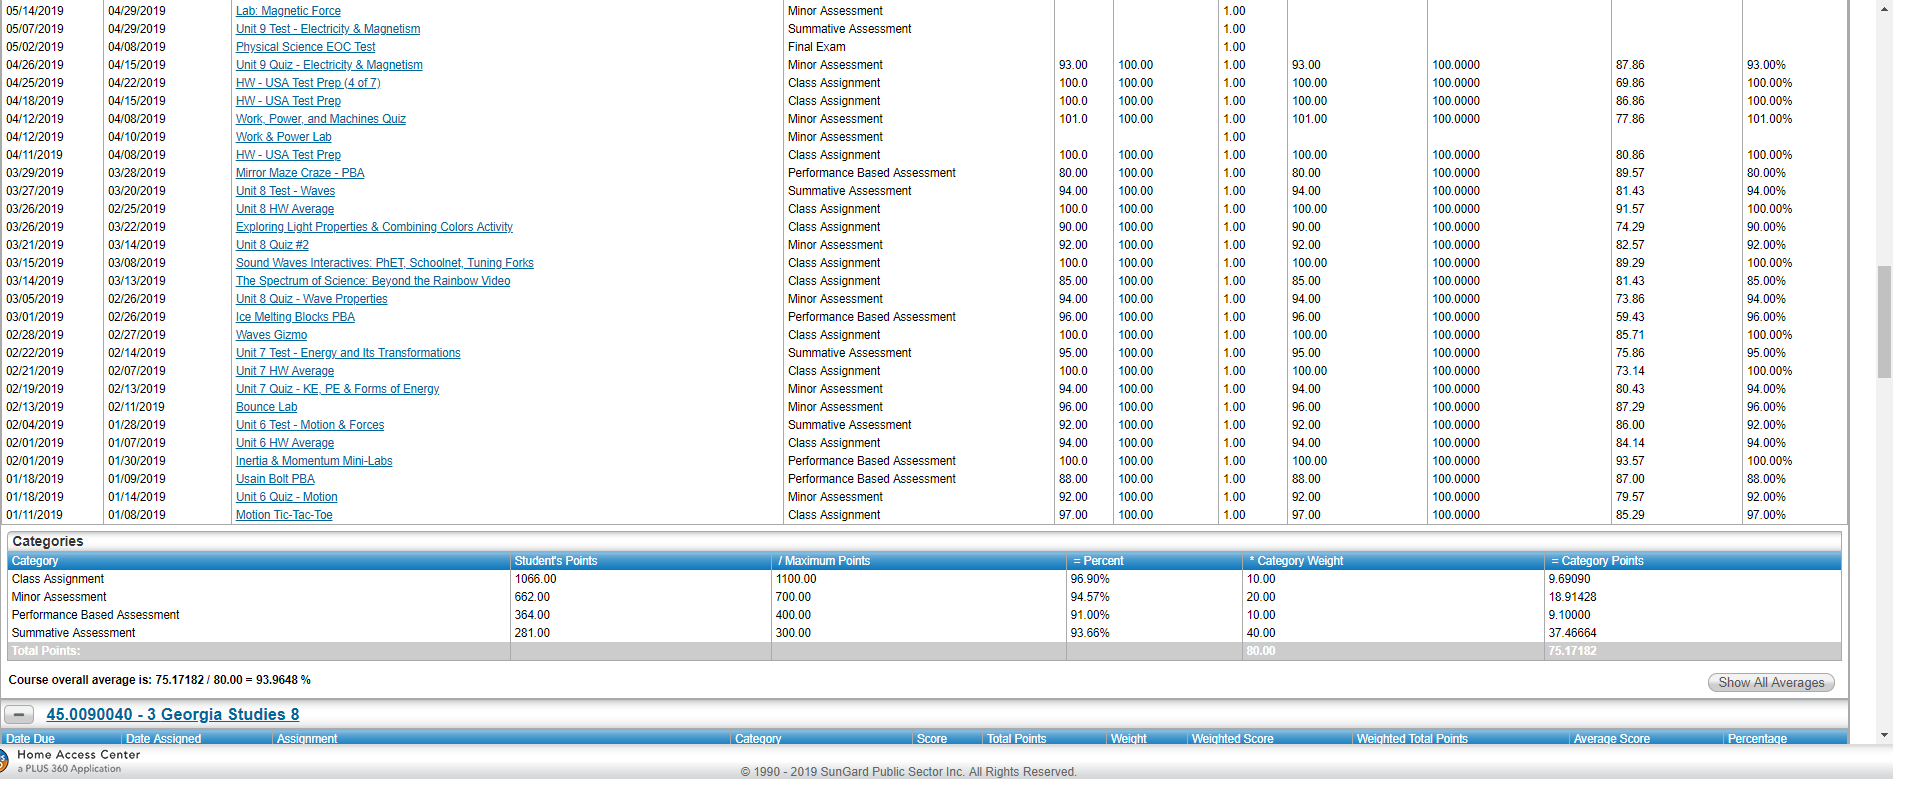 05/14/2019 04/29/2019 Lab: Magnetic Force Minor Assessment 1.00
05/07/2019 04/29/2019 Unit 9 Test - Electricity & Magnetism Summative Assessment 1.00
05/02/2019 04/08/2019 Physical Science EOC Test Final Exam 1.00
04/26/2019 04/15/2019 Unit 9 Quiz - Electricity & Magnetism Minor Assessment 93.00 100.00 1.00 93.00 100.0000 87.86 93.00%
04/25/2019 04/22/2019 HW - USA Test Prep (4 of 7) Class Assignment 100.0 100.00 1.00 100.00 100.0000 69.86 100.00%
04/18/2019 04/15/2019 HW - USA Test Prep Class Assignment 100.0 100.00 1.00 100.00 100.0000 86.86 100.00%
04/12/2019 04/08/2019 Work, Power, and Machines Quiz Minor Assessment 101.0 100.00 1.00 101.00 100.0000 77.86 101.00%
04/12/2019 04/10/2019 Work & Power Lab Minor Assessment 1.00
04/11/2019 04/08/2019 HW - USA Test Prep Class Assignment 100.0 100.00 1.00 100.00 100.0000 80.86 100.00%
03/29/2019 03/28/2019 Mirror Maze Craze - PBA Performance Based Assessment 80.00 100.00 1.00 80.00 100.0000 89.57 80.00%
03/27/2019 03/20/2019 Unit 8 Test - Waves Summative Assessment 94.00 100.00 1.00 94.00 100.0000 81.43 94.00%
03/26/2019 02/25/2019 Unit 8 HW Average Class Assignment 100.0 100.00 1.00 100.00 100.0000 91.57 100.00%
03/26/2019 03/22/2019 Exploring Light Properties & Combining Colors Activity Class Assignment 90.00 100.00 1.00 90.00 100.0000 74.29 90.00%
03/21/2019 03/14/2019 Unit 8 Quiz #2 Minor Assessment 92.00 100.00 1.00 92.00 100.0000 82.57 92.00%
03/15/2019 03/08/2019 Sound Waves Interactives: PhET, Schoolnet, Tuning Forks Class Assignment 100.0 100.00 1.00 100.00 100.0000 89.29 100.00%
03/14/2019 03/13/2019 The Spectrum of Science: Beyond the Rainbow Video Class Assignment 85.00 100.00 1.00 85.00 100.0000 81.43 85.00%
03/05/2019 02/26/2019 Unit 8 Quiz - Wave Properties Minor Assessment 94.00 100.00 1.00 94.00 100.0000 73.86 94.00%
03/01/2019 02/26/2019 Ice Melting Blocks PBA Performance Based Assessment 96.00 100.00 1.00 96.00 100.0000 59.43 96.00%
02/28/2019 02/27/2019 Waves Gizmo Class Assignment 100.0 100.00 1.00 100.00 100.0000 85.71 100.00%
02/22/2019 02/14/2019 Unit 7 Test - Energy and Its Transformations Summative Assessment 95.00 100.00 1.00 95.00 100.0000 75.86 95.00%
02/21/2019 02/07/2019 Unit 7 HW Average Class Assignment 100.0 100.00 1.00 100.00 100.0000 73.14 100.00%
02/19/2019 02/13/2019 Unit 7 Quiz - KE, PE & Forms of Energy Minor Assessment 94.00 100.00 1.00 94.00 100.0000 80.43 94.00%
02/13/2019 02/11/2019 Bounce Lab Minor Assessment 96.00 100.00 1.00 96.00 100.0000 87.29 96.00%
02/04/2019 01/28/2019 Unit 6 Test - Motion & Forces Summative Assessment 92.00 100.00 1.00 92.00 100.0000 86.00 92.00%
02/01/2019 01/07/2019 Unit 6 HW Average Class Assignment 94.00 100.00 1.00 94.00 100.0000 84.14 94.00%
02/01/2019 01/30/2019 Inertia & Momentum Mini-Labs Performance Based Assessment 100.0 100.00 1.00 100.00 100.0000 93.57 100.00%
01/18/2019 01/09/2019 Usain Bolt PBA Performance Based Assessment 88.00 100.00 1.00 88.00 100.0000 87.00 88.00%
01/18/2019 01/14/2019 Unit 6 Quiz - Motion Minor Assessment 92.00 100.00 1.00 92.00 100.0000 79.57 92.00%
01/11/2019 01/08/2019 Motion Tic-Tac-Toe Class Assignment 97.00 100.00 1.00 97.00 100.0000 85.29 97.00%
Categories
Category Student's Points / Maximum Points = Percent * Category Weight = Category Points
Class Assignment 1066.00 1100.00 96.90% 10.00 9.69090
Minor Assessment 662.00 700.00 94.57% 20.00 18.91428
Performance Based Assessment 364.00 400.00 91.00% 10.00 9.10000
Summative Assessment 281.00 300.00 93.66% 40.00 37.46664
Total Points: 80.00 75.17182
Course overall average is: 75.17182 / 80.00 = 93.9648 %
Show All Averages
45.0090040 - 3 Georgia Studies 8
Date Due Date Assigned Assignment Category Score Total Points Weight Weighted Score Weighted Total Points Average Score Percentage
Home Access Center
a PLUS 360 Application
© 1990 - 2019 SunGard Public Sector Inc. All Rights Reserved.